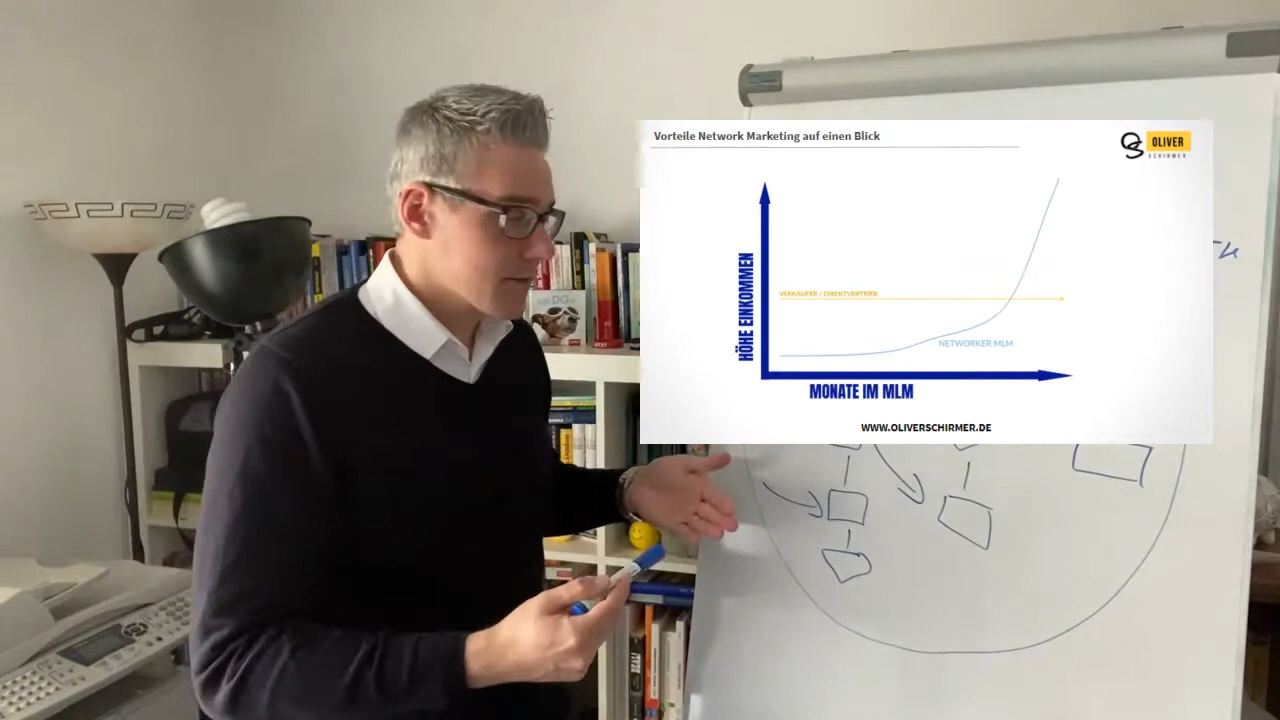 Vorteile Network Marketing auf einen Blick
OLIVER
SCHIRMER
HÖHE EINKOMMEN
VERKÄUFER / DIREKTVERTRIEB
NETWORKER MLM
MONATE IM MLM
WWW.OLIVERSCHIRMER.DE